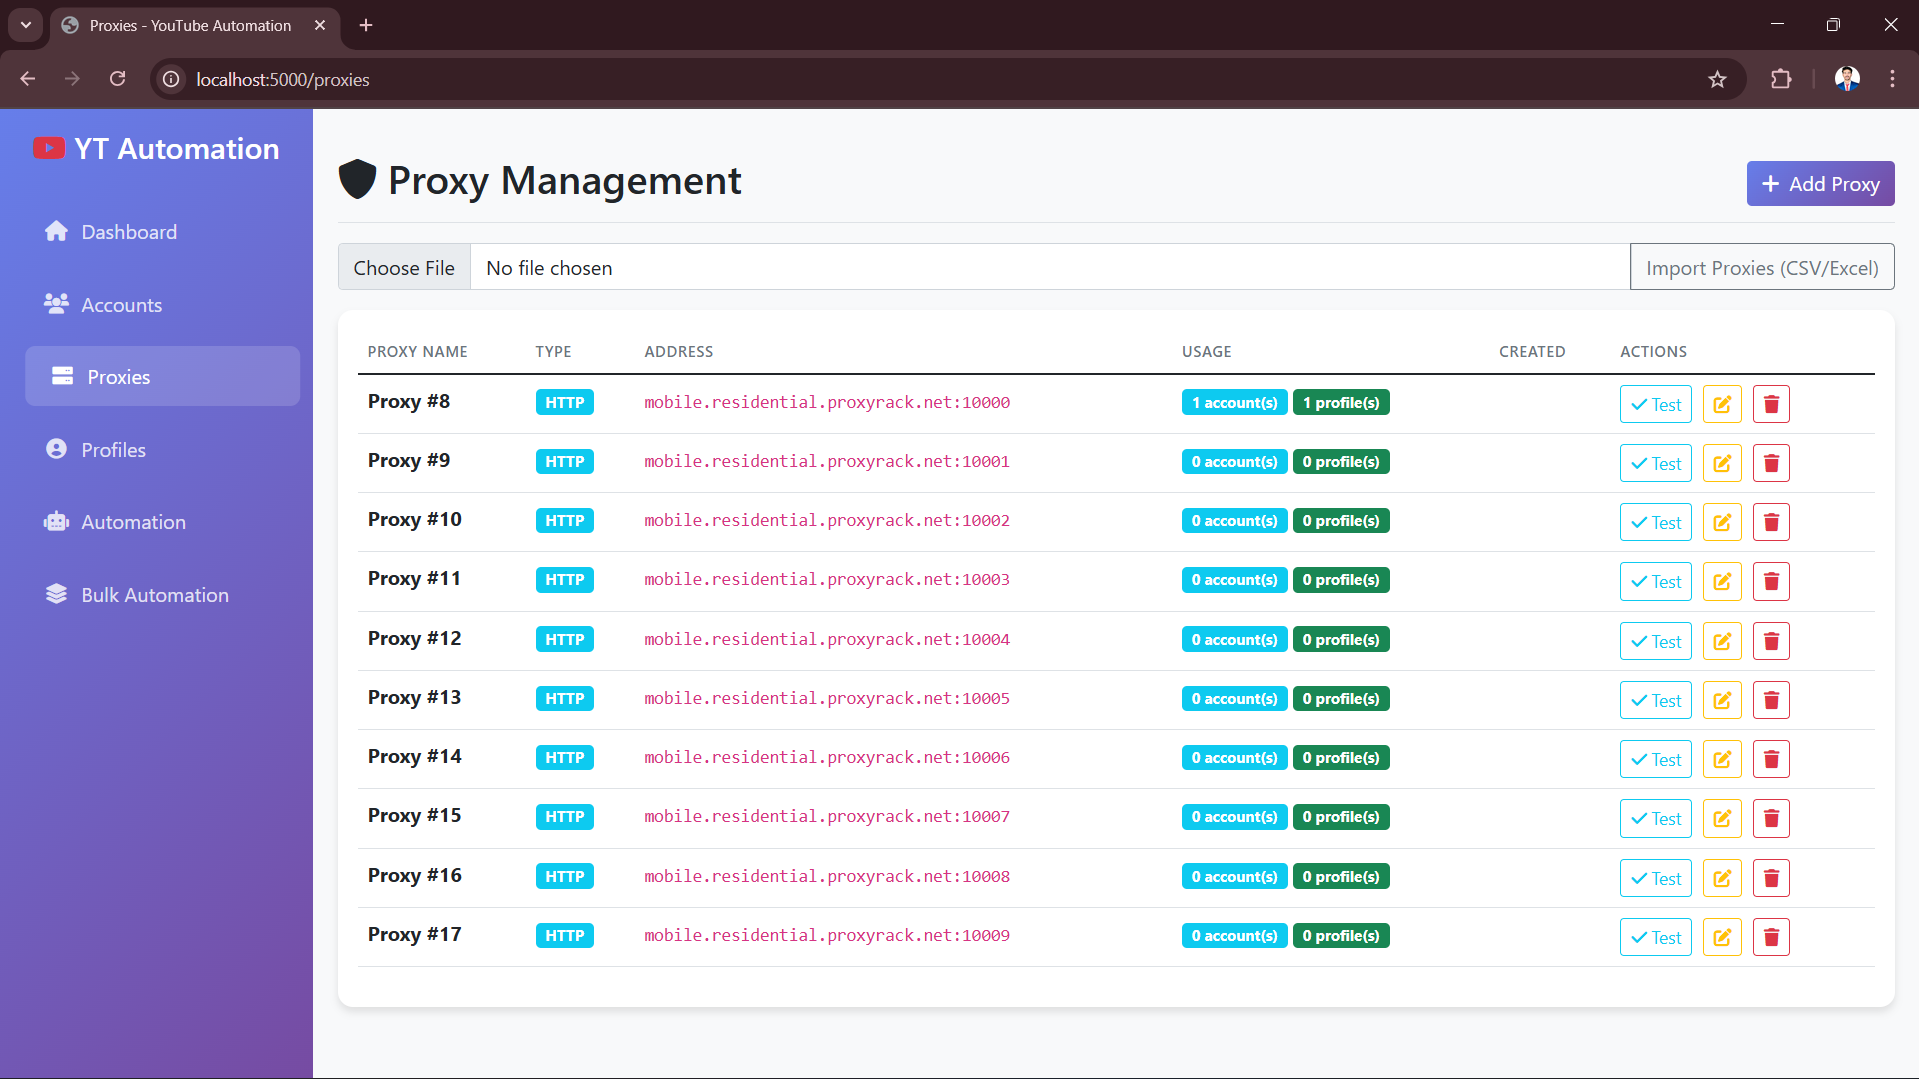 Proxies - YouTube Automation
localhost:5000/proxies
YT Automation
Dashboard
Accounts
Proxies
Profiles
Automation
Bulk Automation
Proxy Management
Add Proxy
Choose File No file chosen Import Proxies (CSV/Excel)
PROXY NAME TYPE ADDRESS USAGE CREATED ACTIONS
Proxy #8 HTTP mobile.residential.proxyrack.net:10000 1 account(s) 1 profile(s) Test
Proxy #9 HTTP mobile.residential.proxyrack.net:10001 0 account(s) 0 profile(s) Test
Proxy #10 HTTP mobile.residential.proxyrack.net:10002 0 account(s) 0 profile(s) Test
Proxy #11 HTTP mobile.residential.proxyrack.net:10003 0 account(s) 0 profile(s) Test
Proxy #12 HTTP mobile.residential.proxyrack.net:10004 0 account(s) 0 profile(s) Test
Proxy #13 HTTP mobile.residential.proxyrack.net:10005 0 account(s) 0 profile(s) Test
Proxy #14 HTTP mobile.residential.proxyrack.net:10006 0 account(s) 0 profile(s) Test
Proxy #15 HTTP mobile.residential.proxyrack.net:10007 0 account(s) 0 profile(s) Test
Proxy #16 HTTP mobile.residential.proxyrack.net:10008 0 account(s) 0 profile(s) Test
Proxy #17 HTTP mobile.residential.proxyrack.net:10009 0 account(s) 0 profile(s) Test